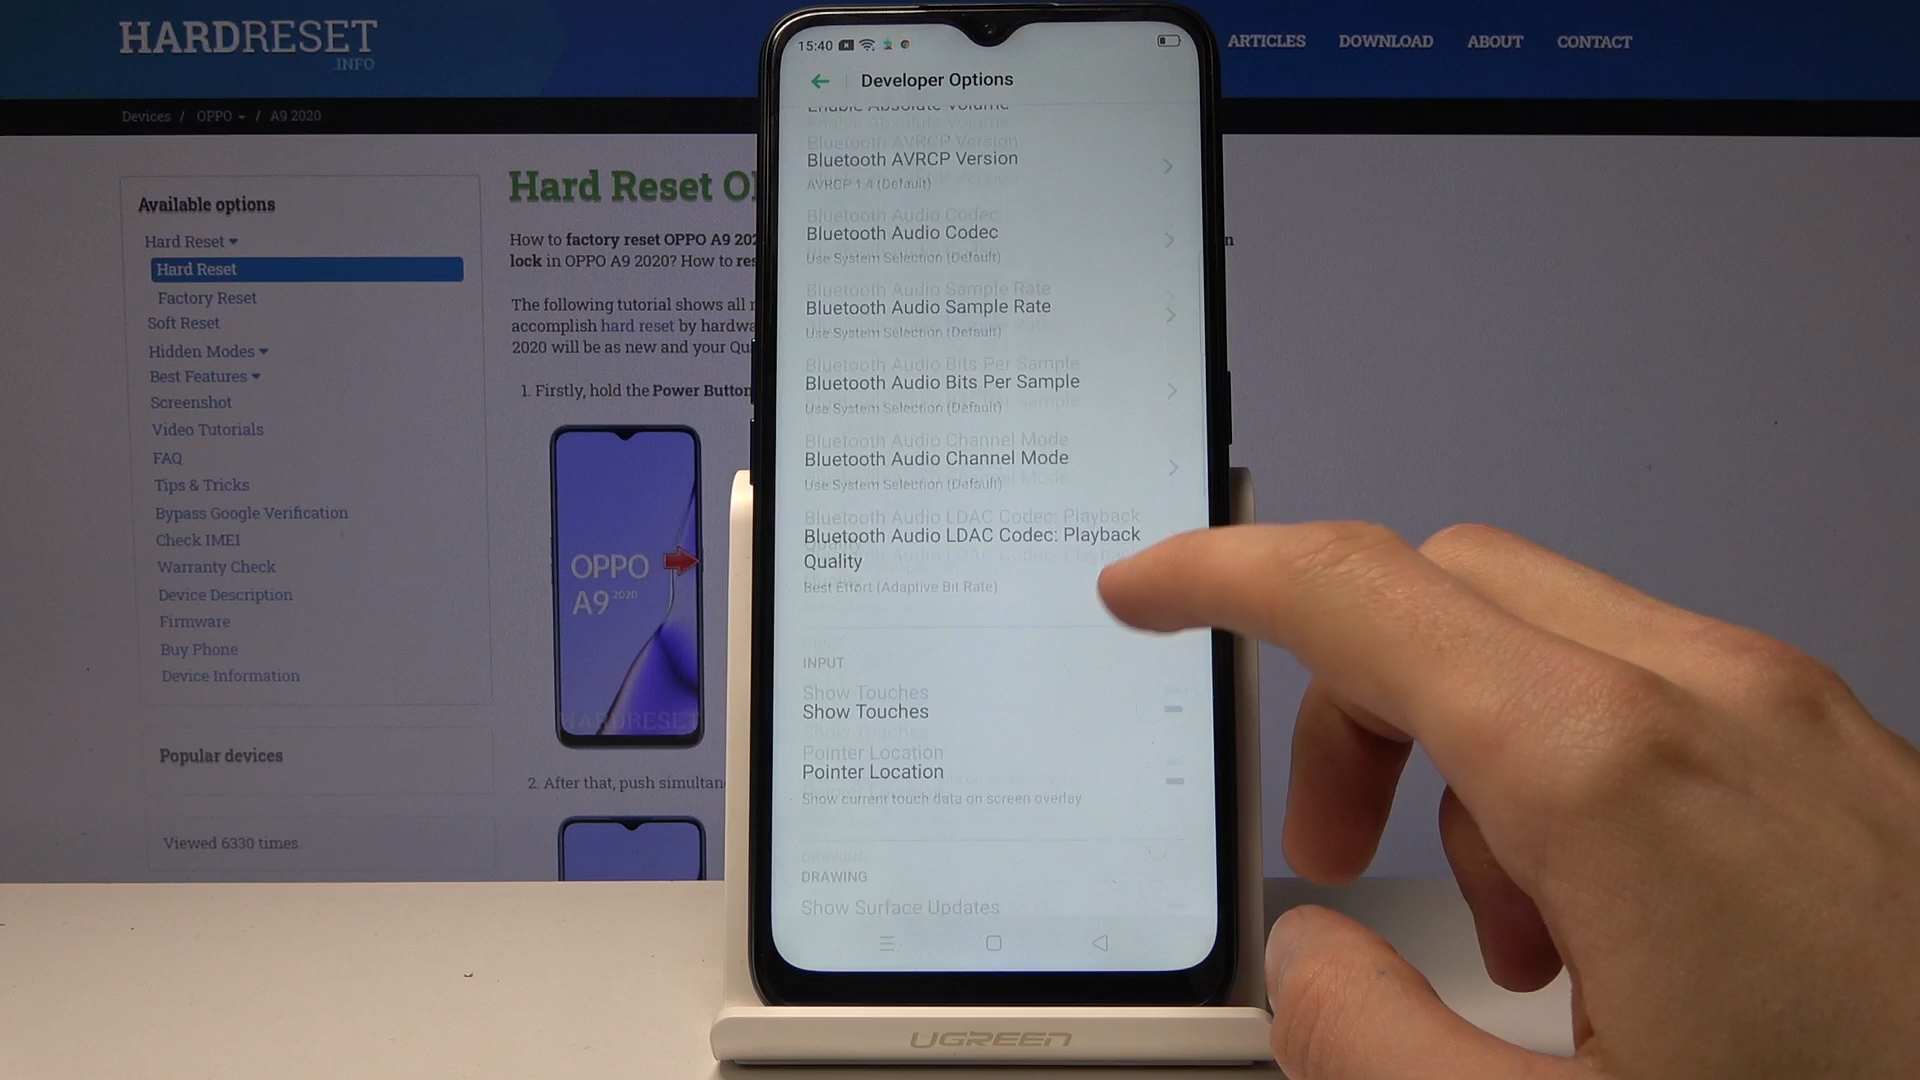 HARDRESET
.INFO
ARTICLES DOWNLOAD ABOUT CONTACT
Devices / OPPO / A9 2020
Available options
Hard Reset
Hard Reset
Factory Reset
Soft Reset
Hidden Modes
Best Features
Screenshot
Video Tutorials
FAQ
Tips & Tricks
Bypass Google Verification
Check IMEI
Warranty Check
Device Description
Firmware
Buy Phone
Device Information
Popular devices
Viewed 6330 times
Hard Reset
How to factory reset OPPO A9
lock in OPPO A9 2020? How to
The following tutorial shows all
accomplish hard reset by
2020 will be as new and your
1. Firstly, hold the Power Button
OPPO
A9 2020
HARDRESET
2. After that, push
15:40
Developer Options
Enable Absolute Volume
Bluetooth AVRCP Version
AVRCP 1.4 (Default)
Bluetooth Audio Codec
Use System Selection (Default)
Bluetooth Audio Sample Rate
Use System Selection (Default)
Bluetooth Audio Bits Per Sample
Use System Selection (Default)
Bluetooth Audio Channel Mode
Use System Selection (Default)
Bluetooth Audio LDAC Codec: Playback
Quality
Best Effort (Adaptive Bit Rate)
INPUT
Show Touches
Pointer Location
Show current touch data on screen overlay
DRAWING
Show Surface Updates
UGREEN